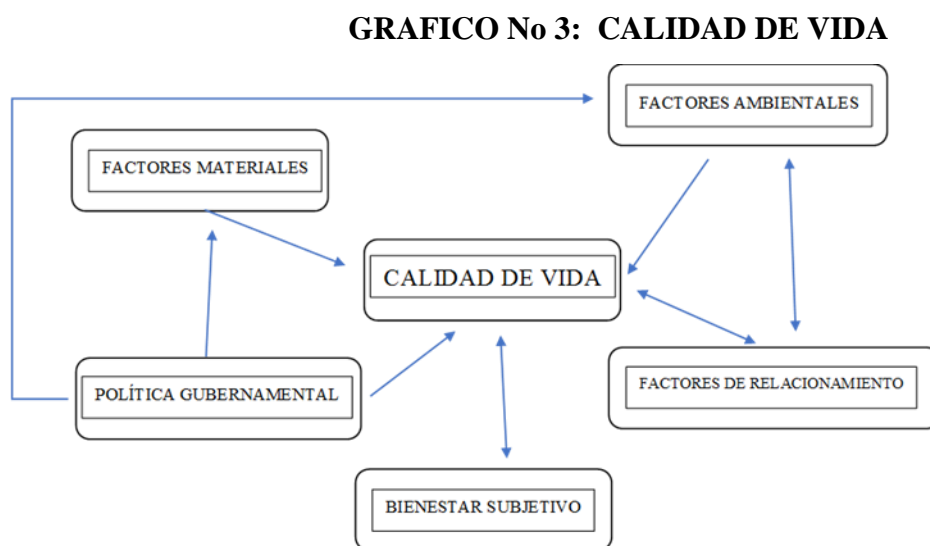 GRAFICO No 3: CALIDAD DE VIDA
FACTORES AMBIENTALES
FACTORES MATERIALES
CALIDAD DE VIDA
POLÍTICA GUBERNAMENTAL
FACTORES DE RELACIONAMIENTO
BIENESTAR SUBJETIVO